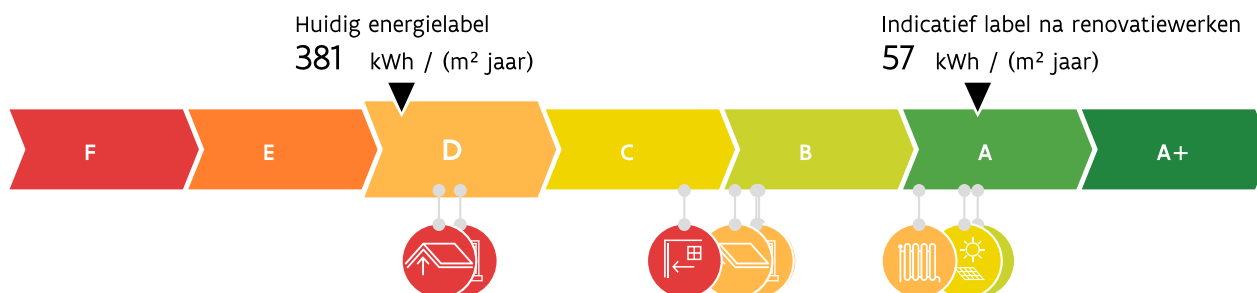 Huidig energielabel
381 kWh / (m² jaar)
Indicatief label na renovatiewerken
57 kWh / (m² jaar)
F E D C B A A+